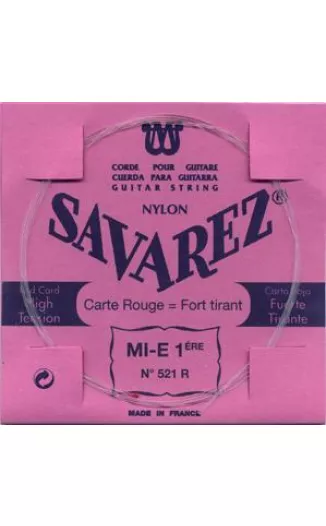 CORDE POUR GUITARE
CUERDA PARA GUITARRA
GUITAR STRING
NYLON
SAVAREZ®
Red Card
High
Tension
Carte Rouge = Fort tirant
Carta Roja
Fuerte
Tirante
MI-E 1ÈRE
N° 521 R
MADE IN FRANCE